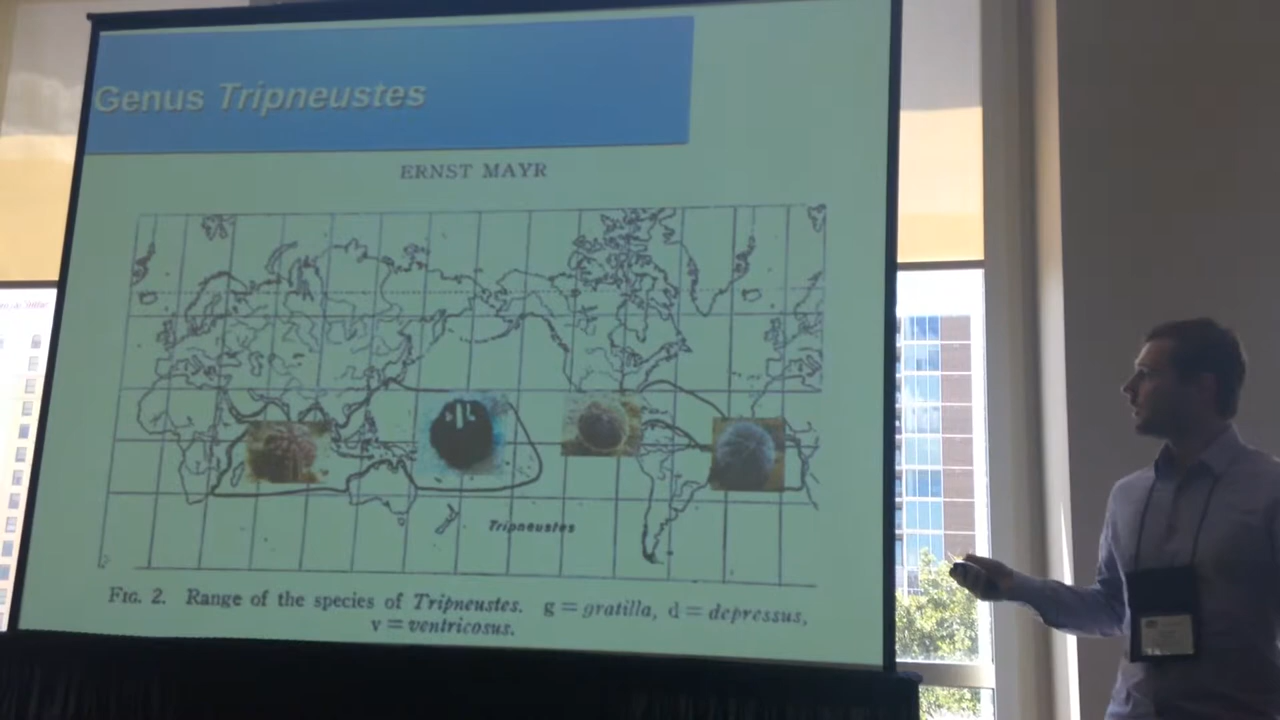 Genus Tripneustes
ERNST MAYR
Tripneustes
FIG. 2. Range of the species of Tripneustes. g = gratilla, d = depressus,
v = ventricosus.